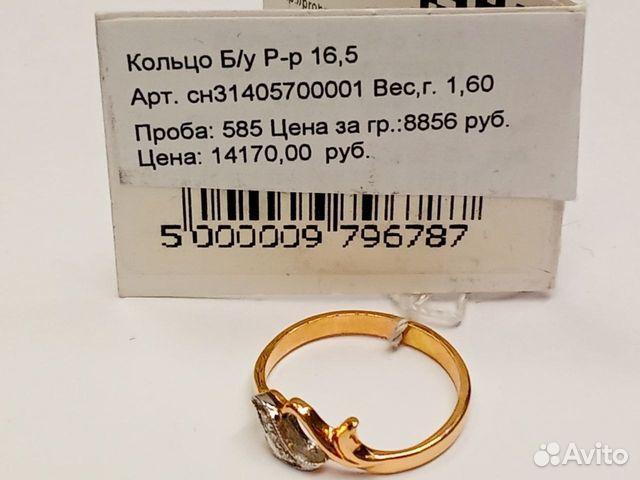 Кольцо Б/у Р-р 16,5
Арт. сн31405700001 Вес,г. 1,60
Проба: 585 Цена за гр.:8856 руб.
Цена: 14170,00 руб.
5 000009 796787
Avito